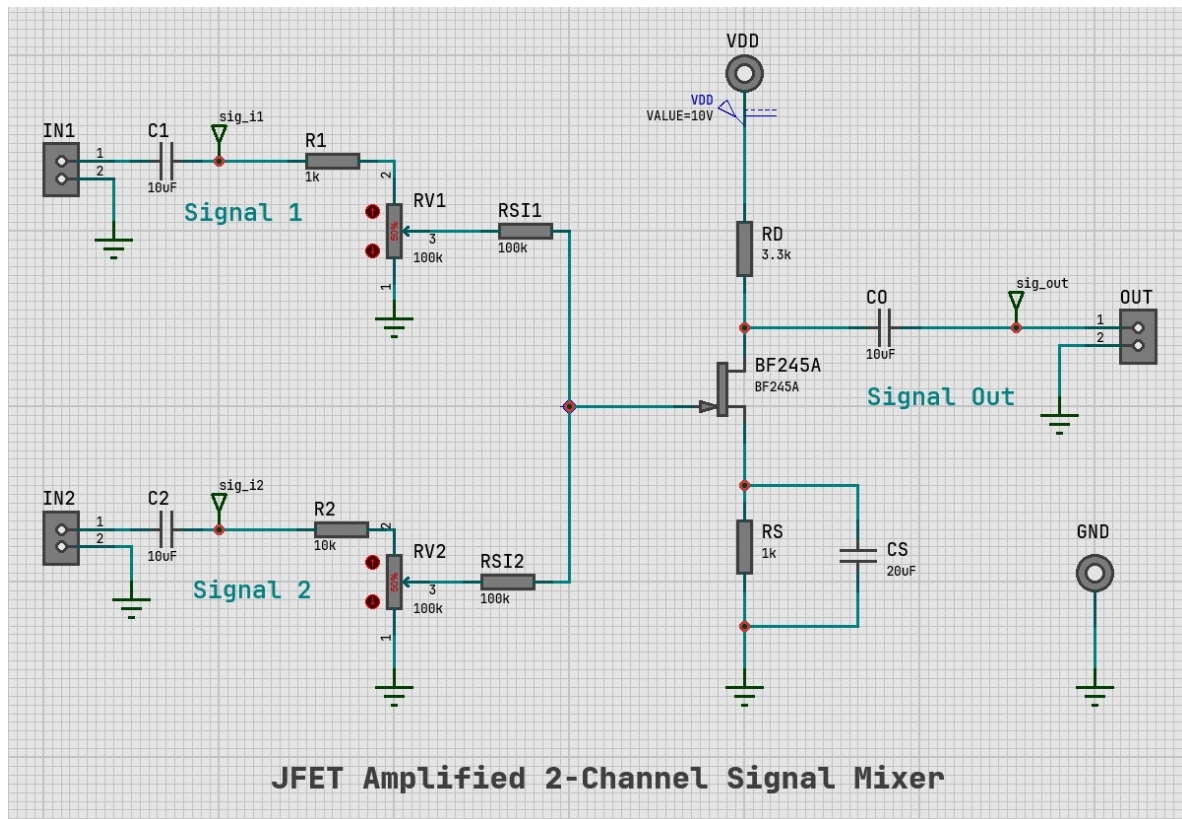 VDD
VDD
VALUE=10V
IN1
1
2
C1
10uF
sig_i1
R1
1k
Signal 1
2
RV1
50%
3
100k
1
RSI1
100k
RD
3.3k
CO
10uF
sig_out
OUT
1
2
BF245A
BF245A
Signal Out
IN2
1
2
C2
10uF
sig_i2
R2
10k
Signal 2
2
RV2
50%
3
100k
1
RSI2
100k
RS
1k
CS
20uF
GND
JFET Amplified 2-Channel Signal Mixer